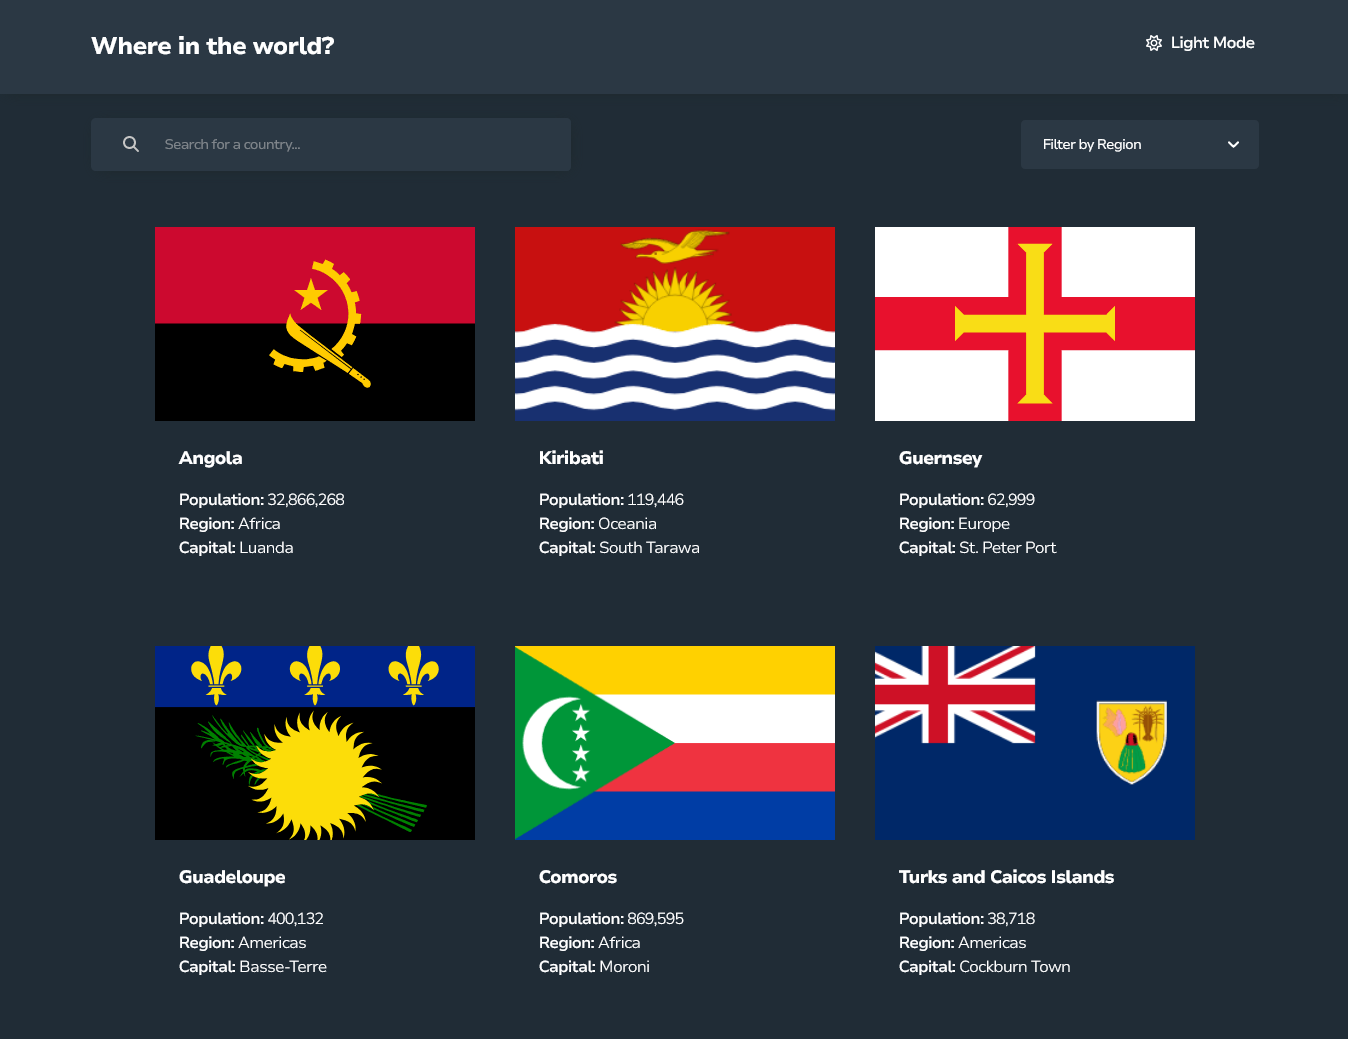 Where in the world?
Light Mode
Search for a country...
Filter by Region
Angola
Population: 32,866,268
Region: Africa
Capital: Luanda
Kiribati
Population: 119,446
Region: Oceania
Capital: South Tarawa
Guernsey
Population: 62,999
Region: Europe
Capital: St. Peter Port
Guadeloupe
Population: 400,132
Region: Americas
Capital: Basse-Terre
Comoros
Population: 869,595
Region: Africa
Capital: Moroni
Turks and Caicos Islands
Population: 38,718
Region: Americas
Capital: Cockburn Town